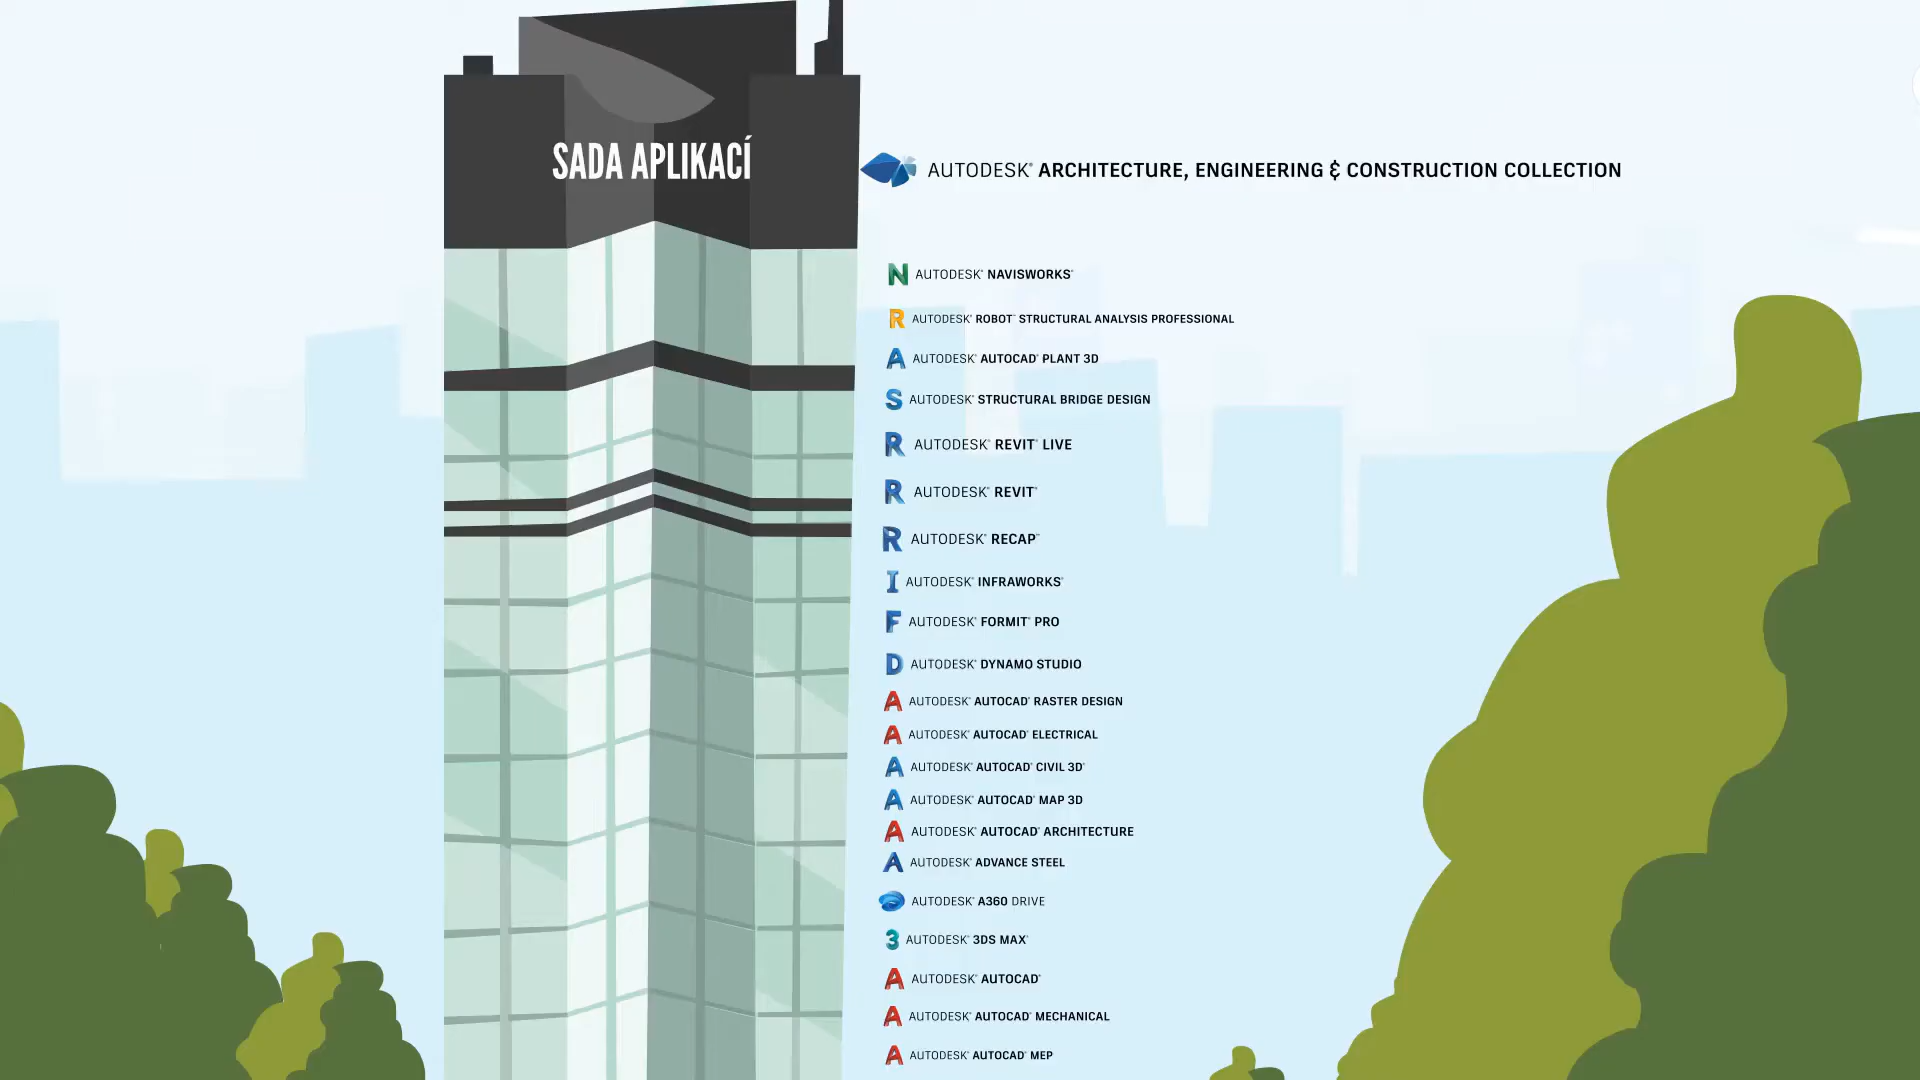 SADA APLIKACÍ
AUTODESK® ARCHITECTURE, ENGINEERING & CONSTRUCTION COLLECTION
AUTODESK® NAVISWORKS®
AUTODESK® ROBOT™ STRUCTURAL ANALYSIS PROFESSIONAL
AUTODESK® AUTOCAD® PLANT 3D
AUTODESK® STRUCTURAL BRIDGE DESIGN
AUTODESK® REVIT® LIVE
AUTODESK® REVIT®
AUTODESK® RECAP™
AUTODESK® INFRAWORKS®
AUTODESK® FORMIT® PRO
AUTODESK® DYNAMO STUDIO
AUTODESK® AUTOCAD® RASTER DESIGN
AUTODESK® AUTOCAD® ELECTRICAL
AUTODESK® AUTOCAD® CIVIL 3D®
AUTODESK® AUTOCAD® MAP 3D
AUTODESK® AUTOCAD® ARCHITECTURE
AUTODESK® ADVANCE STEEL
AUTODESK® A360 DRIVE
AUTODESK® 3DS MAX®
AUTODESK® AUTOCAD®
AUTODESK® AUTOCAD® MECHANICAL
AUTODESK® AUTOCAD® MEP